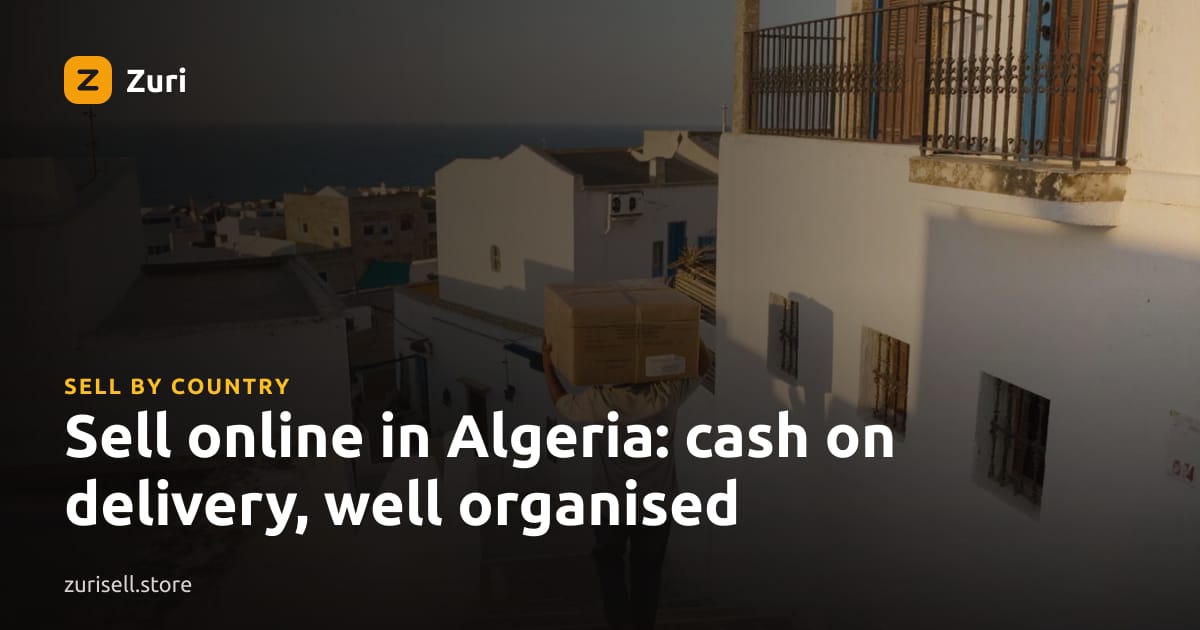 Z Zuri
SELL BY COUNTRY
Sell online in Algeria: cash on
delivery, well organised
zurisell.store